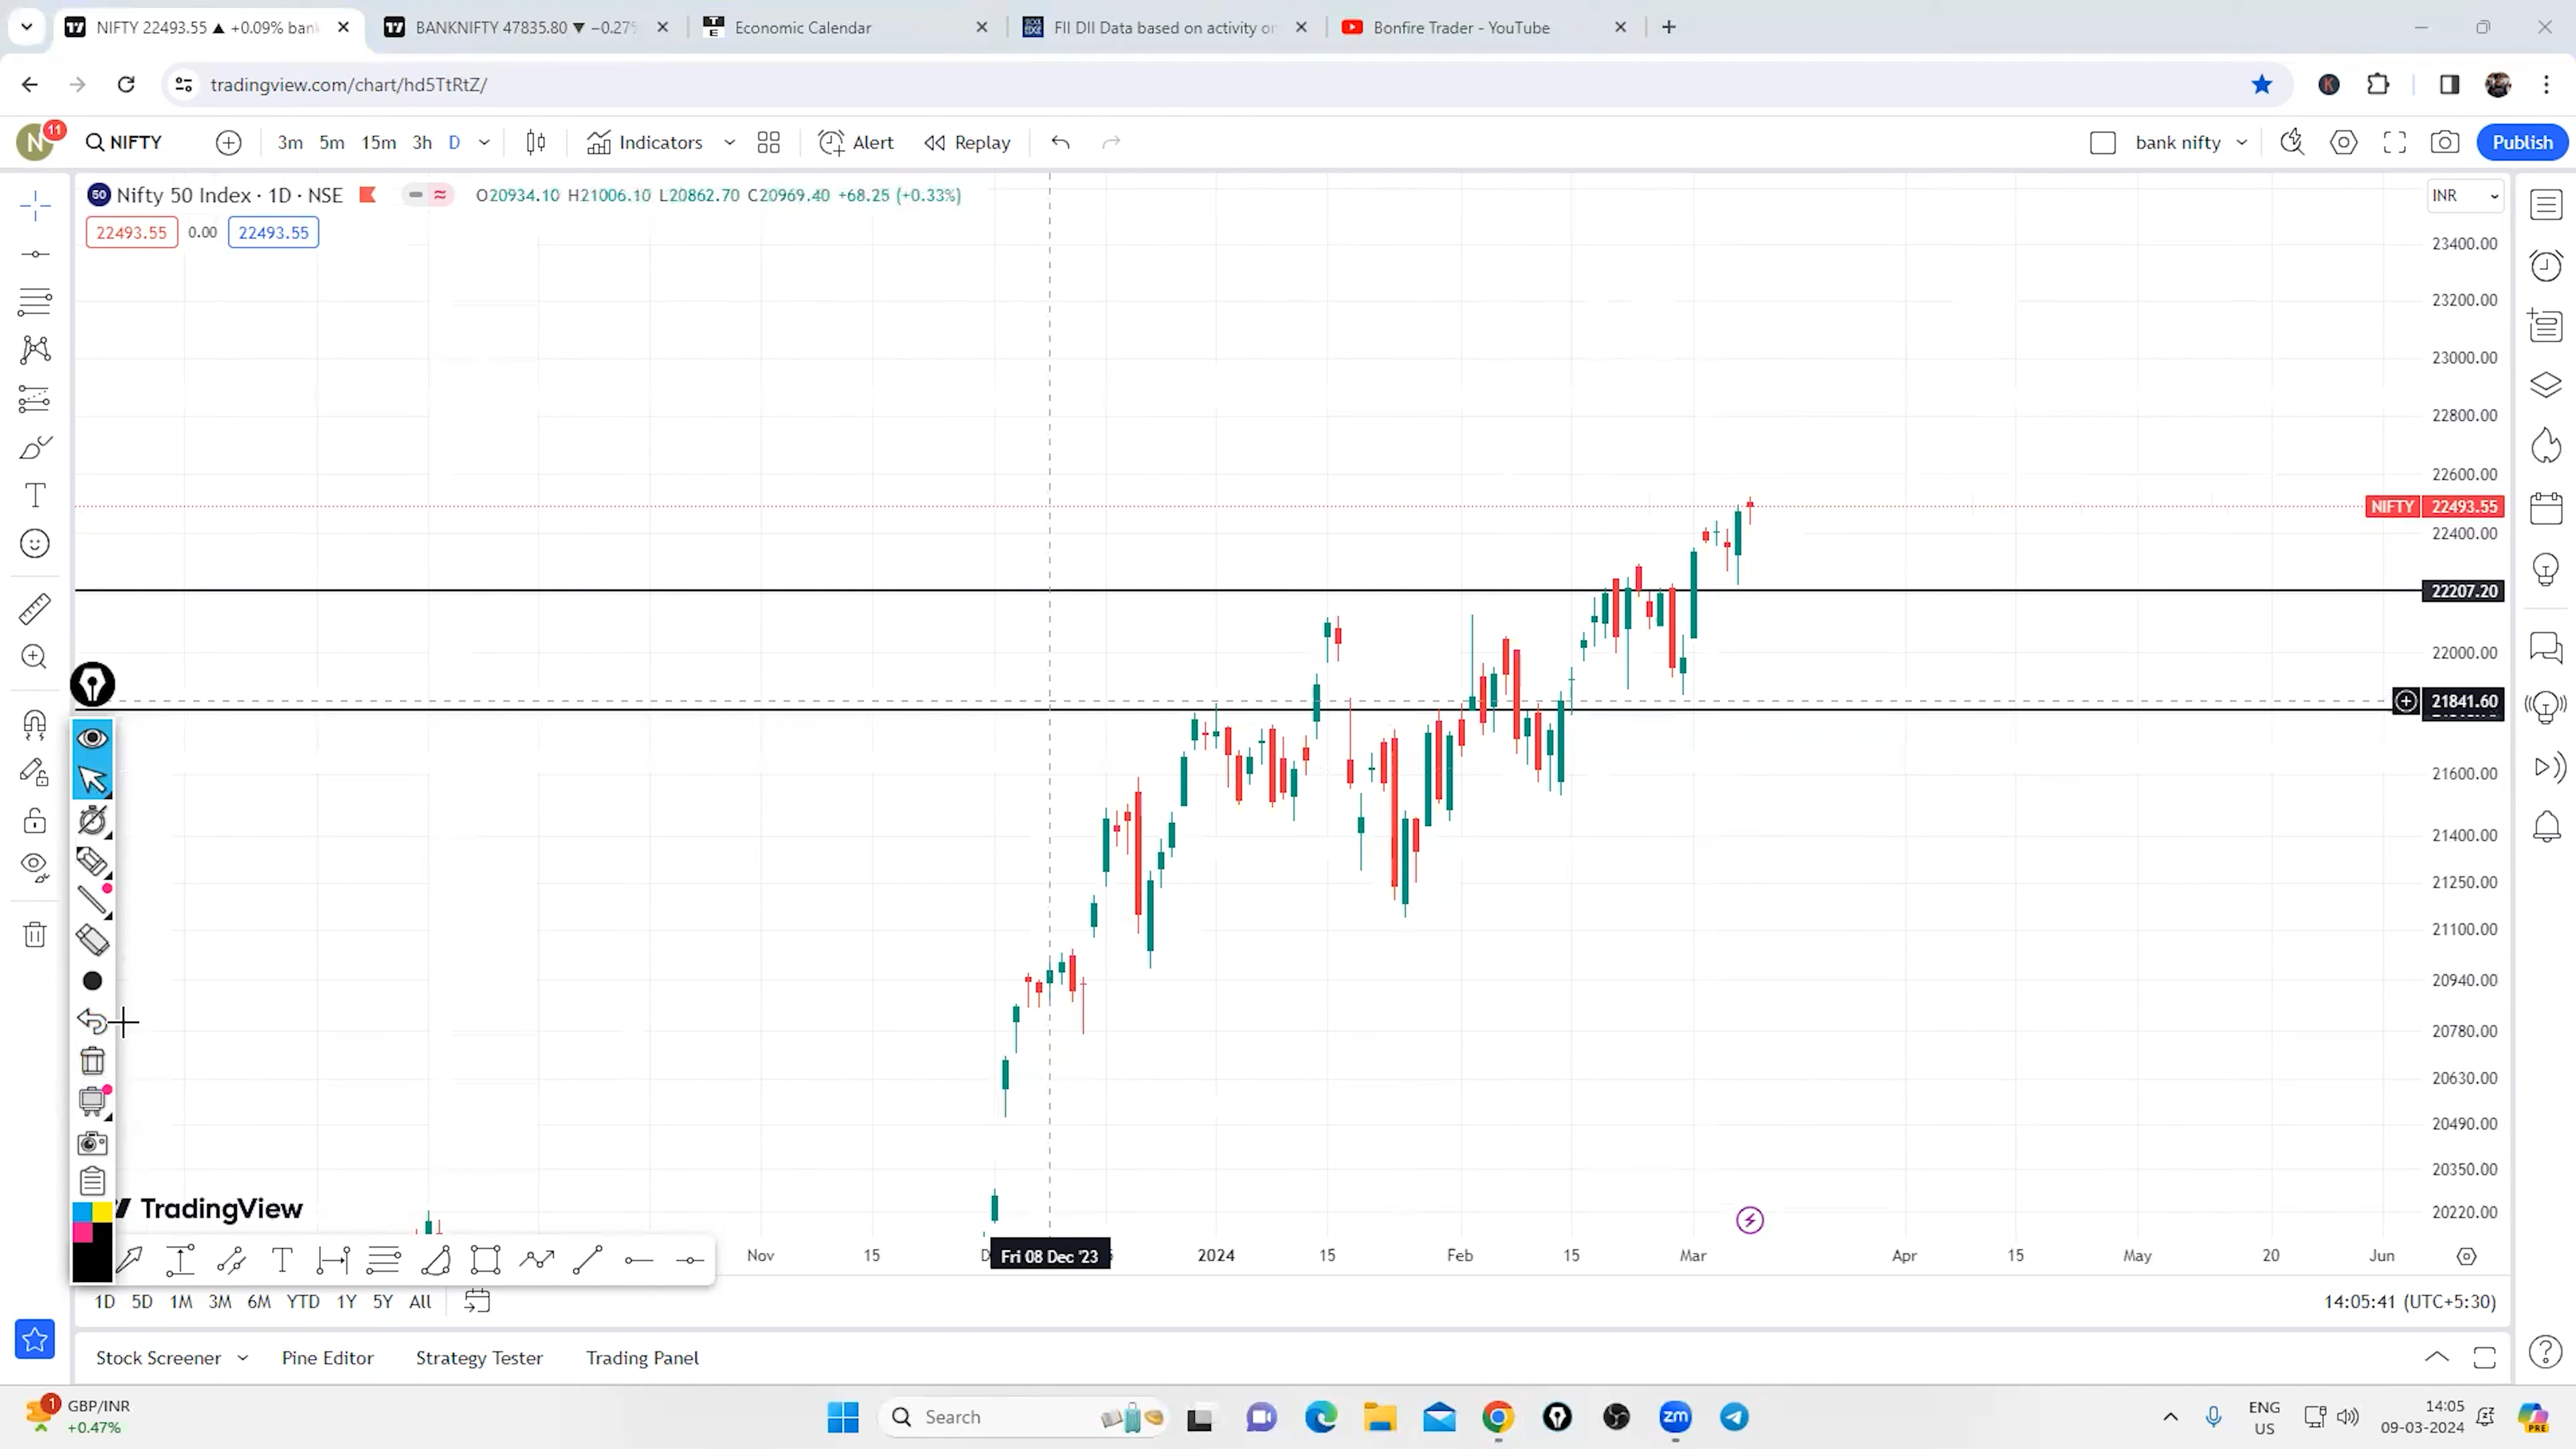 NIFTY 22493.55 ▲ +0.09% bank
BANKNIFTY 47835.80 ▼ −0.27%
Economic Calendar
FII DII Data based on activity on
Bonfire Trader - YouTube
tradingview.com/chart/hd5TtRtZ/
N
11
NIFTY
3m
5m
15m
3h
D
Indicators
Alert
Replay
bank nifty
Publish
50 Nifty 50 Index · 1D · NSE
O20934.10 H21006.10 L20862.70 C20969.40 +68.25 (+0.33%)
INR
22493.55 0.00 22493.55
23400.00
23200.00
23000.00
22800.00
22600.00
NIFTY 22493.55
22400.00
22207.20
22000.00
21841.60
21600.00
21400.00
21250.00
21100.00
20940.00
20780.00
20630.00
20490.00
20350.00
20220.00
TradingView
Nov
15
Fri 08 Dec '23
2024
15
Feb
15
Mar
Apr
15
May
20
Jun
1D
5D
1M
3M
6M
YTD
1Y
5Y
All
14:05:41 (UTC+5:30)
Stock Screener
Pine Editor
Strategy Tester
Trading Panel
1
GBP/INR
+0.47%
Search
zm
ENG
US
14:05
09-03-2024
PRE